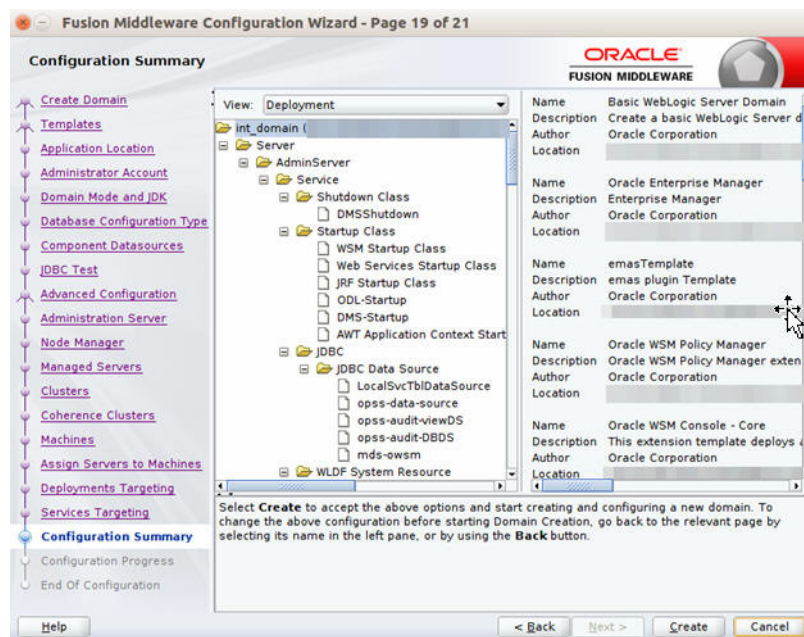 Fusion Middleware Configuration Wizard - Page 19 of 21
Configuration Summary
ORACLE
FUSION MIDDLEWARE
Create Domain
Templates
Application Location
Administrator Account
Domain Mode and JDK
Database Configuration Type
Component Datasources
JDBC Test
Advanced Configuration
Administration Server
Node Manager
Managed Servers
Clusters
Coherence Clusters
Machines
Assign Servers to Machines
Deployments Targeting
Services Targeting
Configuration Summary
Configuration Progress
End Of Configuration
View: Deployment
int_domain (
Server
AdminServer
Service
Shutdown Class
DMSShutdown
Startup Class
WSM Startup Class
Web Services Startup Class
JRF Startup Class
ODL-Startup
DMS-Startup
AWT Application Context Start
JDBC
JDBC Data Source
LocalSvcTblDataSource
opss-data-source
opss-audit-viewDS
opss-audit-DBDS
mds-owsm
WLDF System Resource
Name Basic WebLogic Server Domain
Description Create a basic WebLogic Server d
Author Oracle Corporation
Location
Name Oracle Enterprise Manager
Description Enterprise Manager
Author Oracle Corporation
Location
Name emasTemplate
Description emas plugin Template
Author Oracle Corporation
Location
Name Oracle WSM Policy Manager
Description Oracle WSM Policy Manager exten
Author Oracle Corporation
Location
Name Oracle WSM Console - Core
Description This extension template deploys a
Author Oracle Corporation
Location
Select Create to accept the above options and start creating and configuring a new domain. To
change the above configuration before starting Domain Creation, go back to the relevant page by
selecting its name in the left pane, or by using the Back button.
Help
< Back
Next >
Create
Cancel